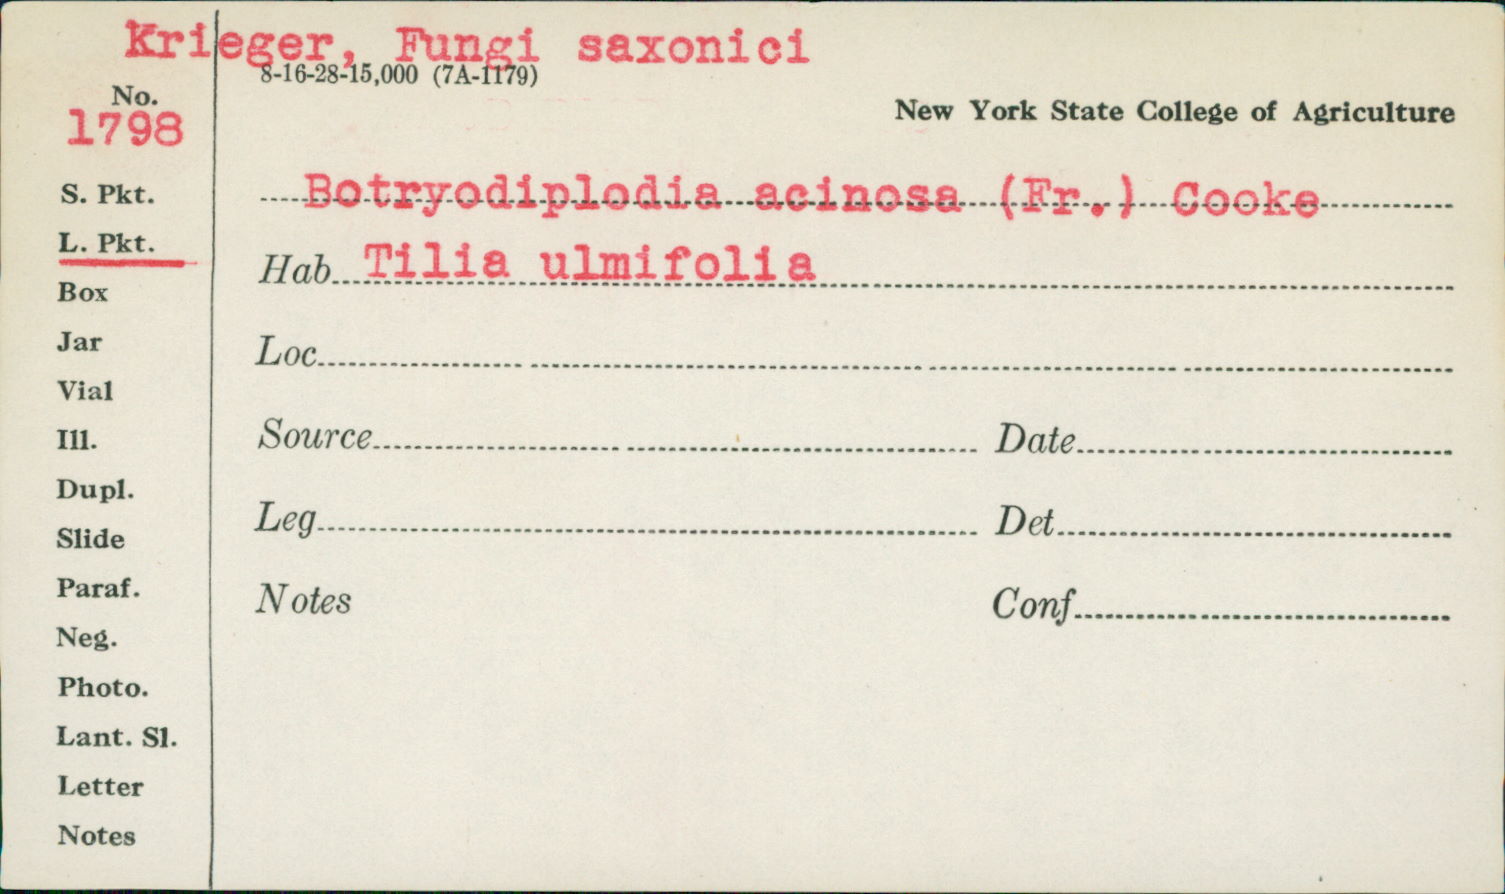 Krieger, Fungi saxonici
8-16-28-15,000 (7A-1179)
No.
1798
New York State College of Agriculture
S. Pkt.
Botryodiplodia acinosa (Fr.) Cooke
L. Pkt.
Hab. Tilia ulmifolia
Box
Jar
Loc.
Vial
Ill.
Source
Date
Dupl.
Slide
Leg
Det
Paraf.
Notes
Conf
Neg.
Photo.
Lant. Sl.
Letter
Notes